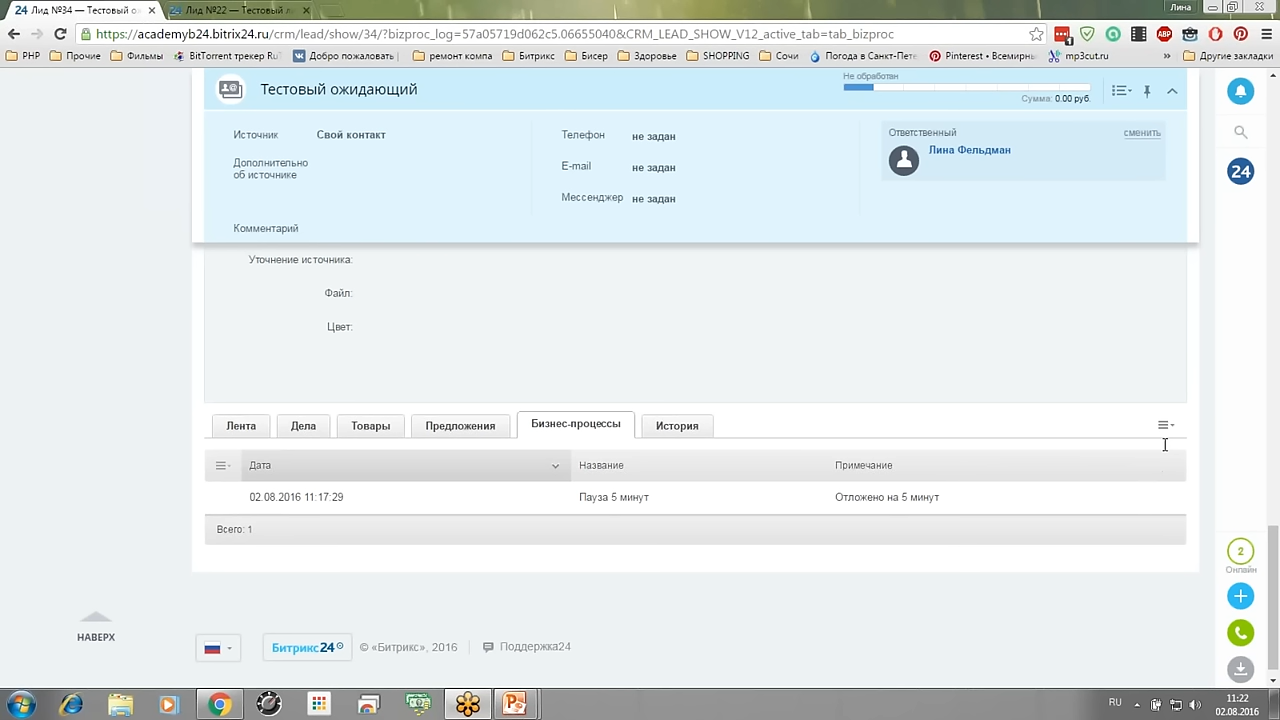 Лид №34 — Тестовый о
Лид №22 — Тестовый л
Лина
https://academyb24.bitrix24.ru/crm/lead/show/34/?bizproc_log=57a05719d062c5.06655040&CRM_LEAD_SHOW_V12_active_tab=tab_bizproc
PHP
Прочие
Фильмы
BitTorrent трекер RuT
Добро пожаловать |
ремонт компа
Битрикс
Бисер
Здоровье
SHOPPING
Сочи
Погода в Санкт-Пете
Pinterest • Всемирны
mp3cut.ru
»
Другие закладки
Тестовый ожидающий
Не обработан
Сумма: 0.00 руб.
Источник Свой контакт
Дополнительно
об источнике
Комментарий
Телефон не задан
E-mail не задан
Мессенджер не задан
Ответственный сменить
Лина Фельдман
24
Уточнение источника:
Файл:
Цвет:
Лента Дела Товары Предложения Бизнес-процессы История
Дата Название Примечание
02.08.2016 11:17:29 Пауза 5 минут Отложено на 5 минут
Всего: 1
2
Онлайн
НАВЕРХ
Битрикс24 © «Битрикс», 2016 Поддержка24
RU
11:22
02.08.2016